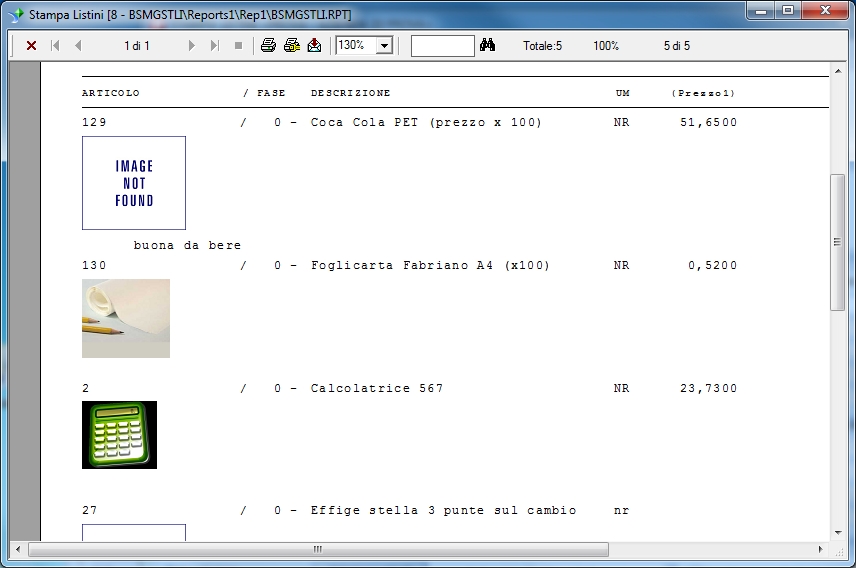 Stampa Listini [8 - BSMGSTLI\Reports1\Rep1\BSMGSTLI.RPT]
1 di 1 130% Totale:5 100% 5 di 5
ARTICOLO / FASE DESCRIZIONE UM (Prezzo1)
129 / 0 - Coca Cola PET (prezzo x 100) NR 51,6500
IMAGE
NOT
FOUND
buona da bere
130 / 0 - Foglicarta Fabriano A4 (x100) NR 0,5200
2 / 0 - Calcolatrice 567 NR 23,7300
27 / 0 - Effige stella 3 punte sul cambio nr